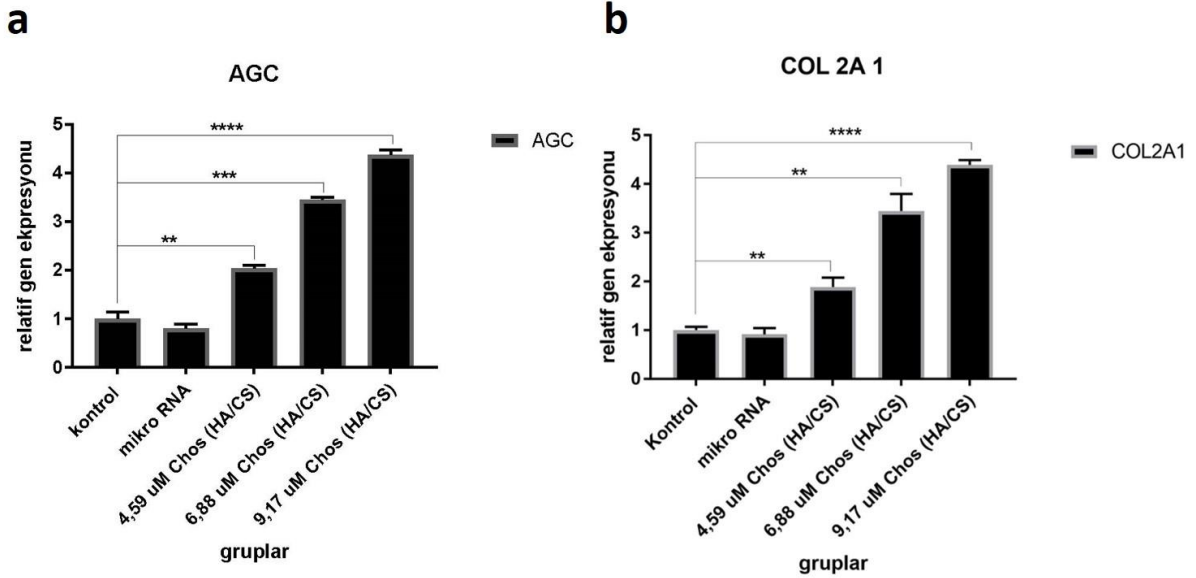 a
AGC
relatif gen ekpresyonu
5
4
3
2
1
0
****
***
**
AGC
kontrol
mikro RNA
4,59 uM Chos (HA/CS)
6,88 uM Chos (HA/CS)
9,17 uM Chos (HA/CS)
gruplar
b
COL 2A 1
relatif gen ekpresyonu
5
4
3
2
1
0
****
**
**
COL2A1
Kontrol
mikro RNA
4,59 uM Chos (HA/CS)
6,88 uM Chos (HA/CS)
9,17 uM Chos (HA/CS)
gruplar